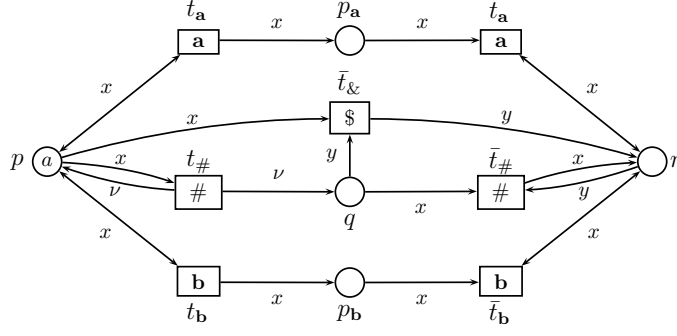 t_a p_a t_a
x x
a a
x x
t̄_&
x $ y
p a x t_# y t̄_# x r
ν # ν q x # y
x x
b b
x x
t_b p_b t̄_b